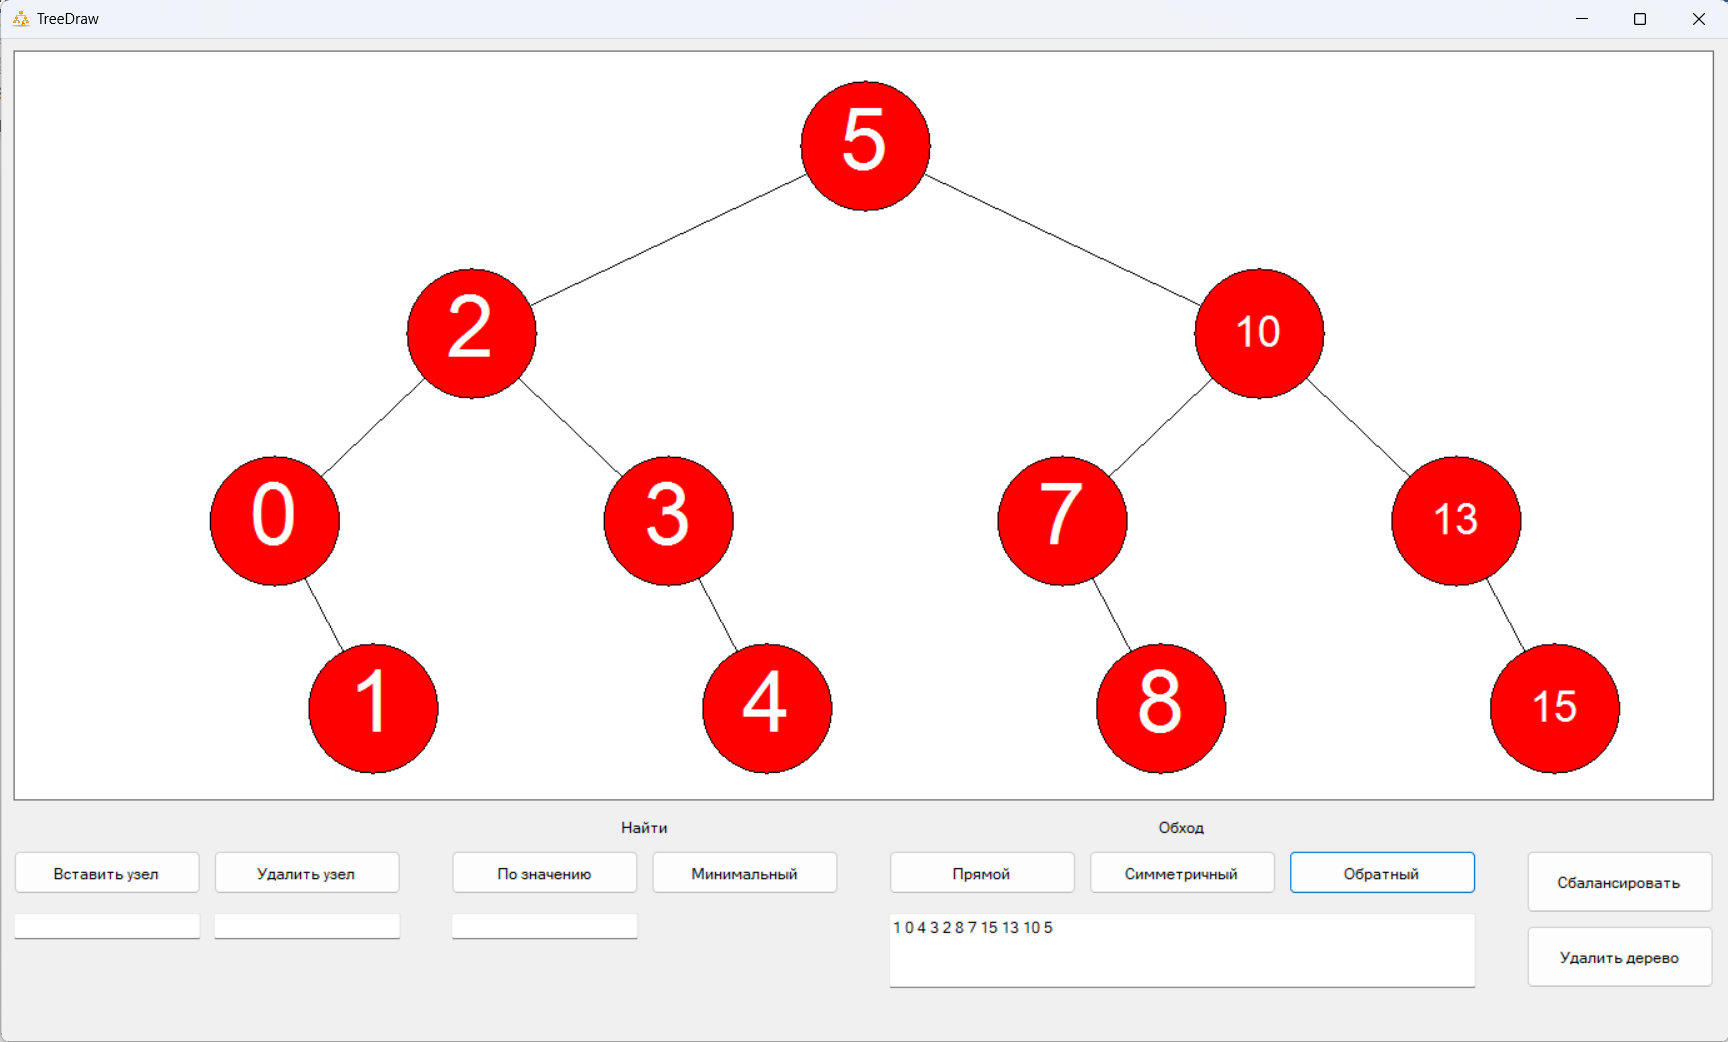 TreeDraw
5
2 10
0 3 7 13
1 4 8 15
Найти Обход
Вставить узел Удалить узел По значению Минимальный Прямой Симметричный Обратный Сбалансировать
1 0 4 3 2 8 7 15 13 10 5
Удалить дерево